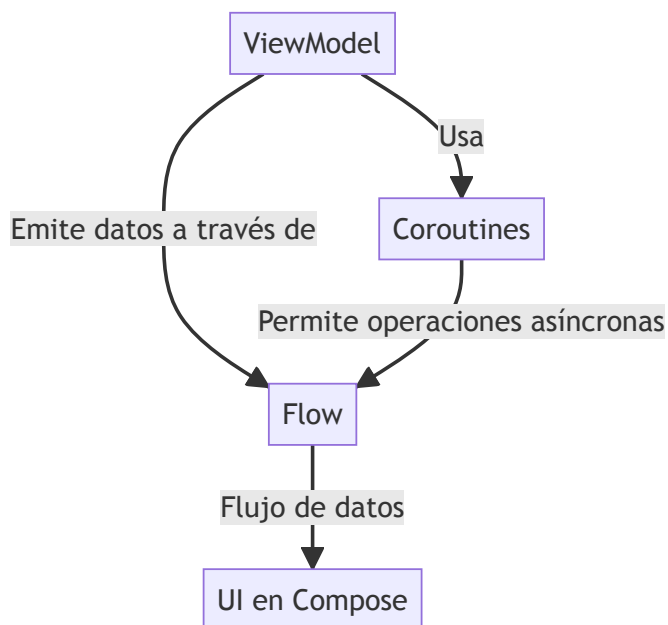 ViewModel
Usa
Emite datos a través de
Coroutines
Permite operaciones asíncronas
Flow
Flujo de datos
UI en Compose